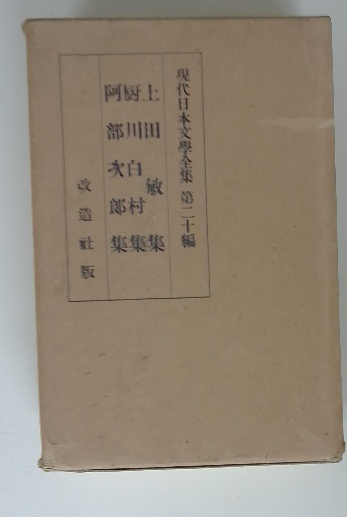 現代日本文學全集 第二十編
上田敏集
厨川白村集
阿部次郎集
改造社版